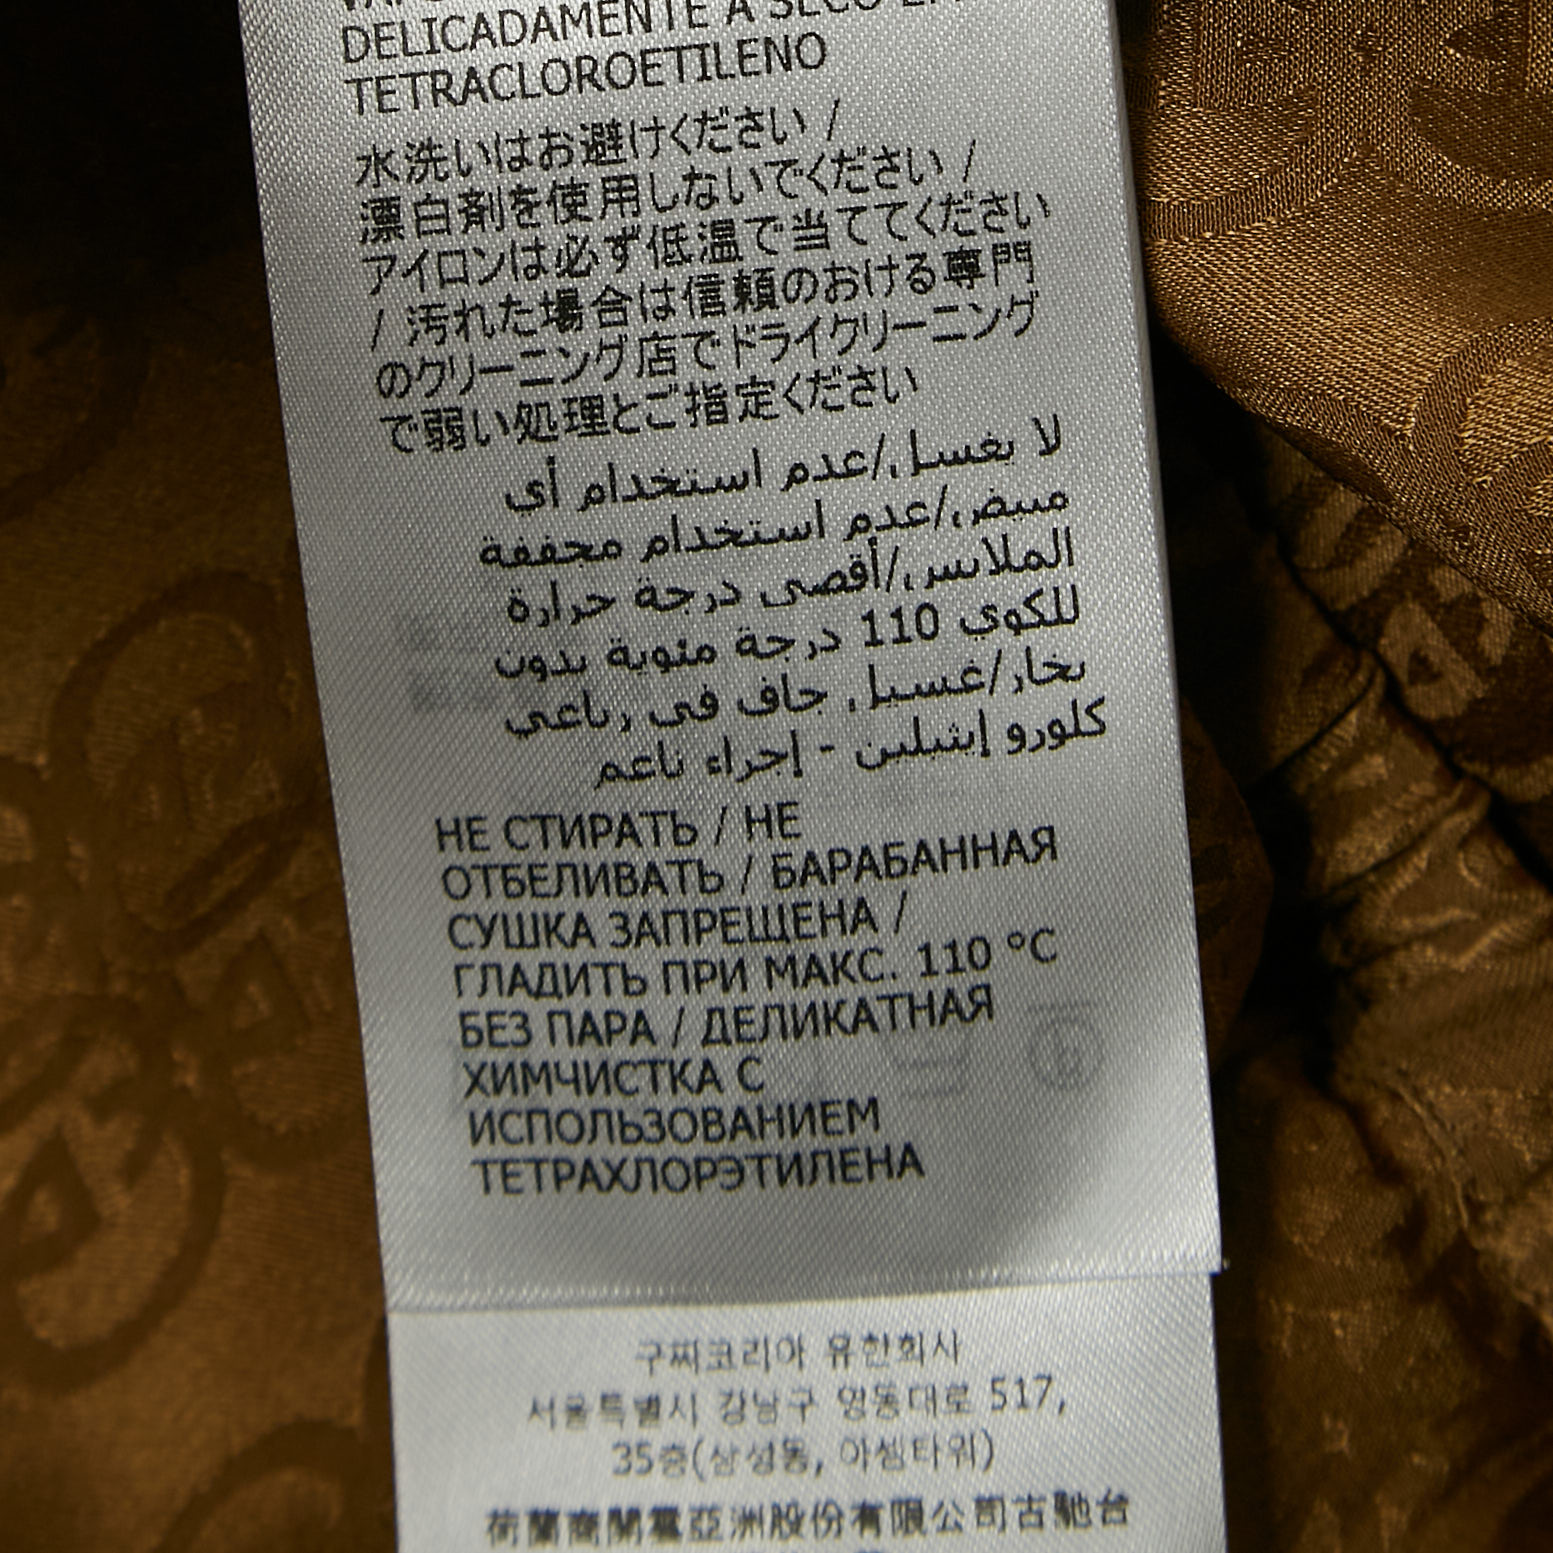 DELICADAMENTE A SECO
TETRACLOROETILENO
水洗いはお避けください /
漂白剤を使用しないでください /
アイロンは必ず低温で当ててください
/ 汚れた場合は信頼のおける専門
のクリーニング店でドライクリーニング
で弱い処理とご指定ください
لا يغسل/عدم استخدام أي
مبيض/عدم استخدام مجففة
الملابس/أقصى درجة حرارة
للكوي 110 درجة مئوية بدون
بخار/غسيل جاف في رباعي
كلورو إيثيلين - إجراء ناعم
НЕ СТИРАТЬ / НЕ
ОТБЕЛИВАТЬ / БАРАБАННАЯ
СУШКА ЗАПРЕЩЕНА /
ГЛАДИТЬ ПРИ МАКС. 110 °C
БЕЗ ПАРА / ДЕЛИКАТНАЯ
ХИМЧИСТКА С
ИСПОЛЬЗОВАНИЕМ
ТЕТРАХЛОРЭТИЛЕНА
구찌코리아 유한회사
서울특별시 강남구 영동대로 517,
35층(삼성동, 아셈타워)
荷蘭商開雲亞洲股份有限公司古馳台